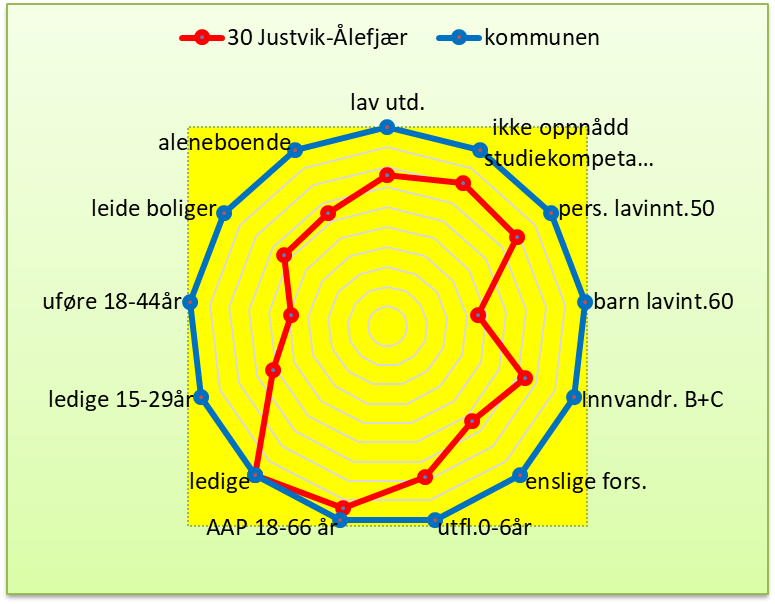 30 Justvik-Ålefjær
kommunen
lav utd.
ikke oppnådd
studiekompeta…
pers. lavinnt.50
barn lavint.60
Innvandr. B+C
enslige fors.
utfl.0-6år
AAP 18-66 år
ledige
ledige 15-29år
uføre 18-44år
leide boliger
aleneboende